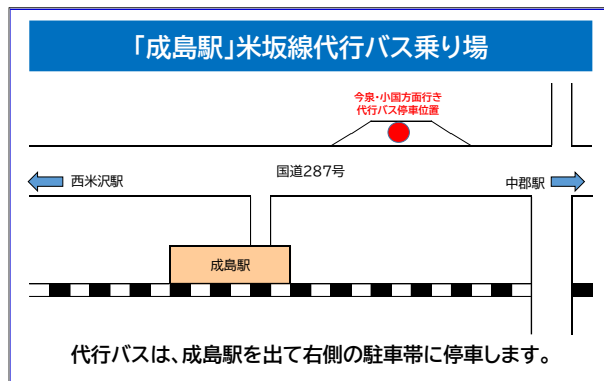 「成島駅」米坂線代行バス乗り場
今泉・小国方面行き
代行バス停車位置
国道287号
西米沢駅
中郡駅
成島駅
代行バスは、成島駅を出て右側の駐車帯に停車します。